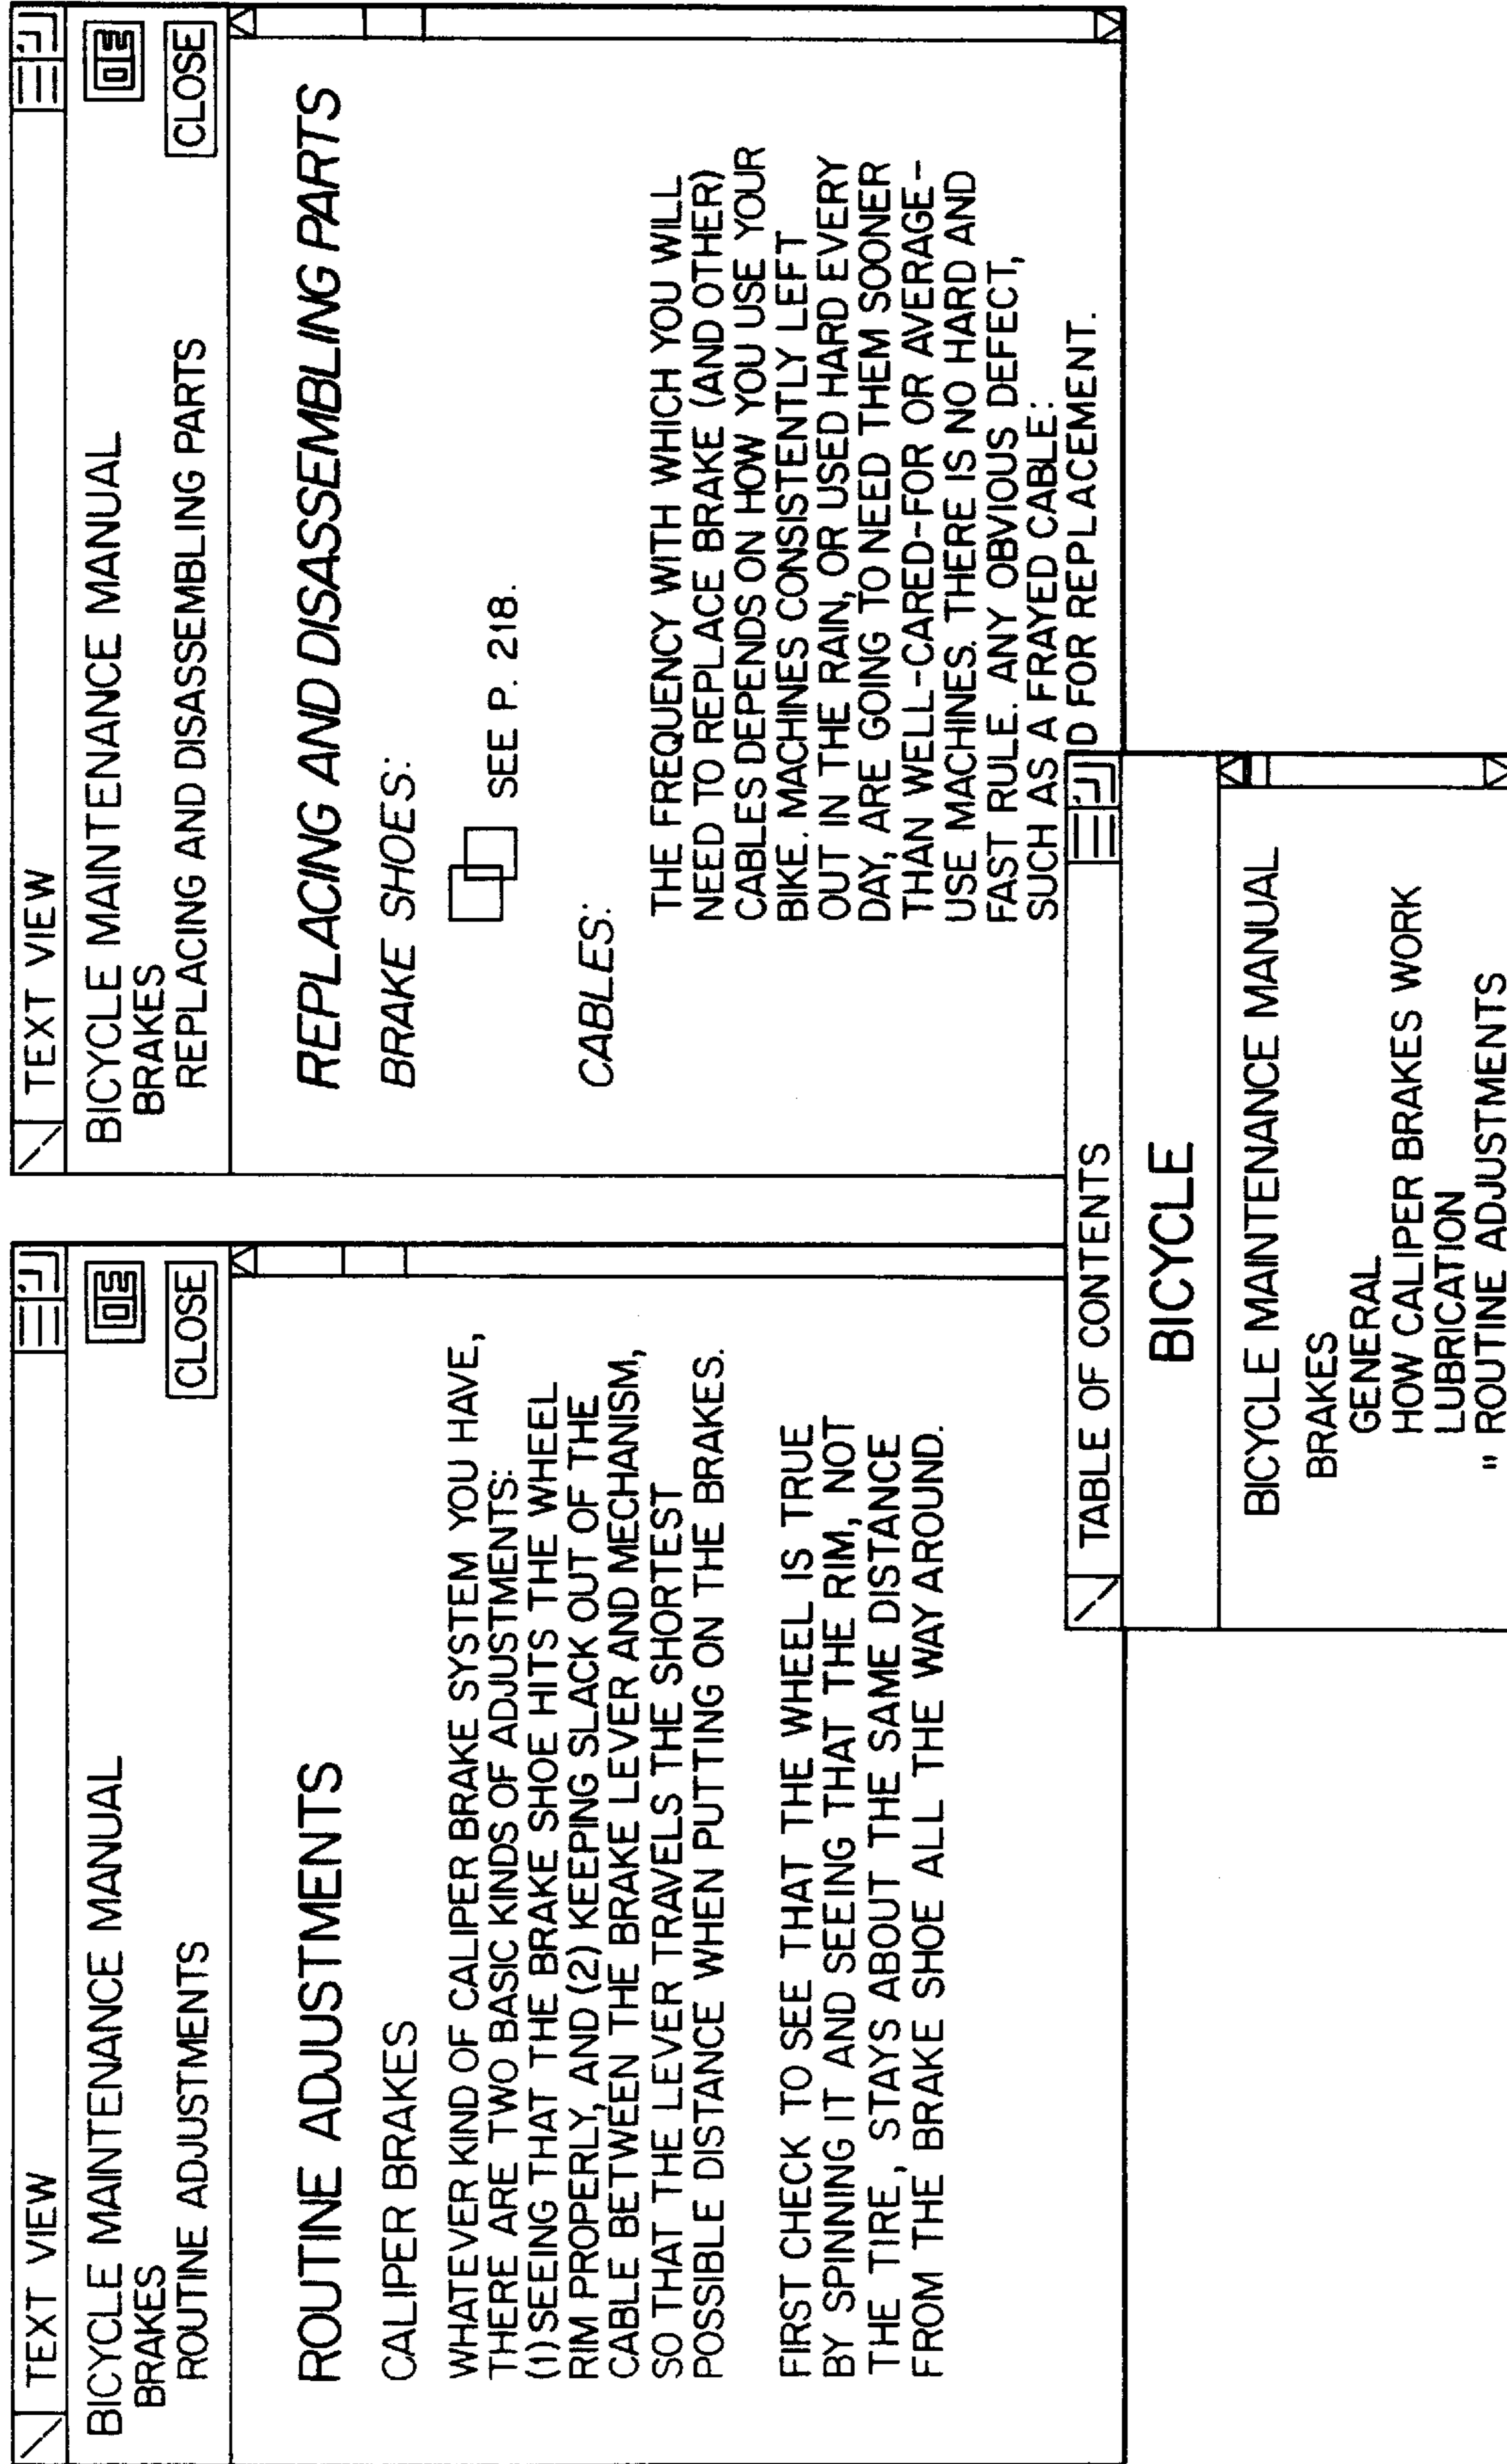 TEXT VIEW
BICYCLE MAINTENANCE MANUAL
BRAKES
ROUTINE ADJUSTMENTS
CLOSE
ROUTINE ADJUSTMENTS
CALIPER BRAKES
WHATEVER KIND OF CALIPER BRAKE SYSTEM YOU HAVE,
THERE ARE TWO BASIC KINDS OF ADJUSTMENTS:
(1) SEEING THAT THE BRAKE SHOE HITS THE WHEEL
RIM PROPERLY, AND (2) KEEPING SLACK OUT OF THE
CABLE BETWEEN THE BRAKE LEVER AND MECHANISM,
SO THAT THE LEVER TRAVELS THE SHORTEST
POSSIBLE DISTANCE WHEN PUTTING ON THE BRAKES.
FIRST CHECK TO SEE THAT THE WHEEL IS TRUE
BY SPINNING IT AND SEEING THAT THE RIM, NOT
THE TIRE, STAYS ABOUT THE SAME DISTANCE
FROM THE BRAKE SHOE ALL THE WAY AROUND.
TEXT VIEW
BICYCLE MAINTENANCE MANUAL
BRAKES
REPLACING AND DISASSEMBLING PARTS
CLOSE
REPLACING AND DISASSEMBLING PARTS
BRAKE SHOES:
SEE P. 218.
CABLES:
THE FREQUENCY WITH WHICH YOU WILL
NEED TO REPLACE BRAKE (AND OTHER)
CABLES DEPENDS ON HOW YOU USE YOUR
BIKE. MACHINES CONSISTENTLY LEFT
OUT IN THE RAIN, OR USED HARD EVERY
DAY, ARE GOING TO NEED THEM SOONER
THAN WELL-CARED-FOR OR AVERAGE-
USE MACHINES. THERE IS NO HARD AND
FAST RULE. ANY OBVIOUS DEFECT,
SUCH AS A FRAYED CABLE:
D FOR REPLACEMENT.
TABLE OF CONTENTS
BICYCLE
BICYCLE MAINTENANCE MANUAL
BRAKES
GENERAL
HOW CALIPER BRAKES WORK
LUBRICATION
" ROUTINE ADJUSTMENTS